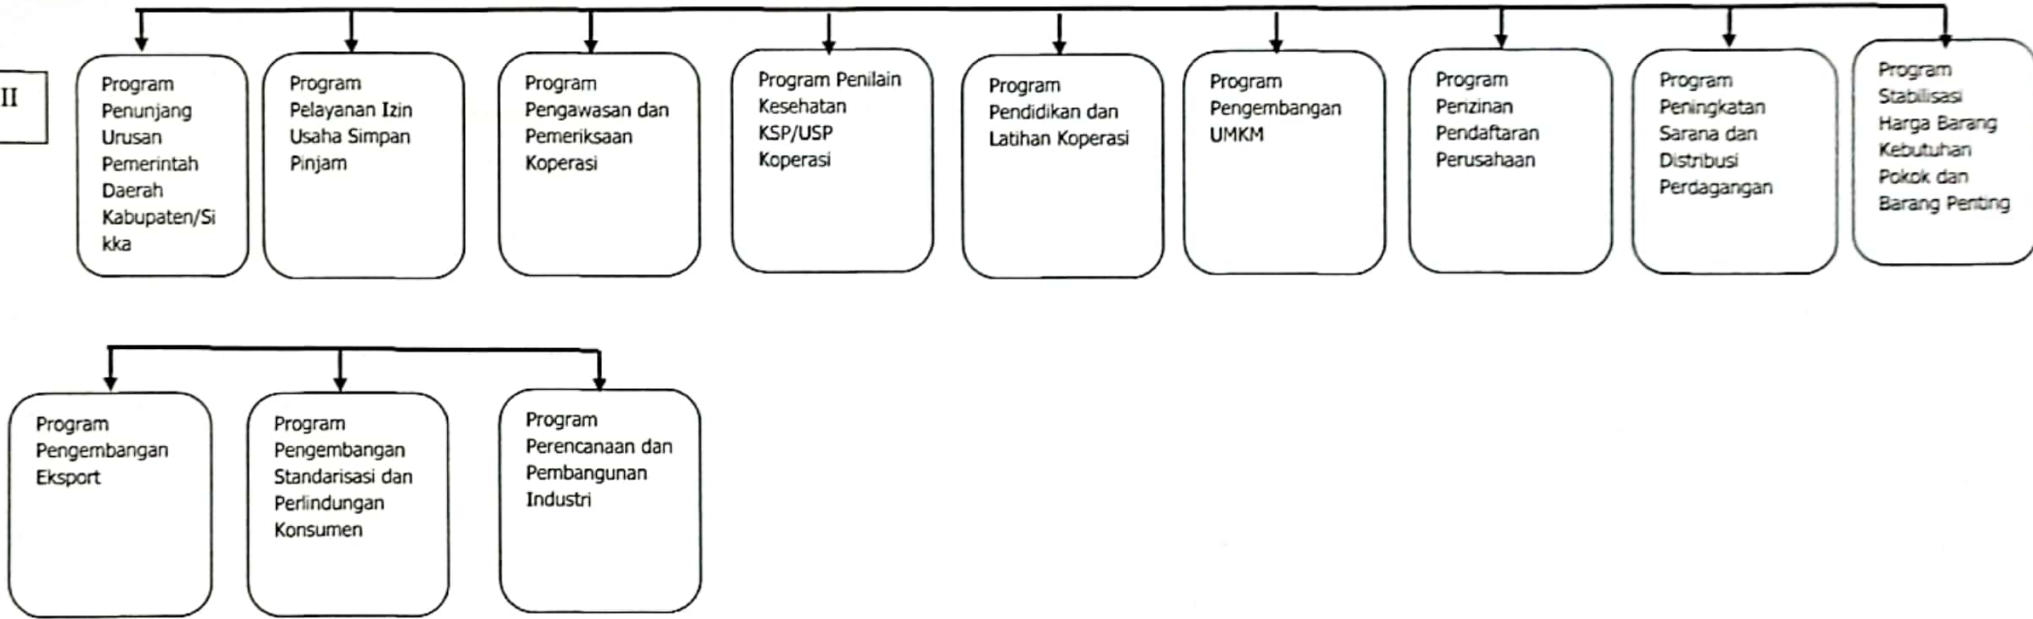 II
Program
Penunjang
Urusan
Pemerintah
Daerah
Kabupaten/Si
kka
Program
Pelayanan Izin
Usaha Simpan
Pinjam
Program
Pengawasan dan
Pemeriksaan
Koperasi
Program Penilain
Kesehatan
KSP/USP
Koperasi
Program
Pendidikan dan
Latihan Koperasi
Program
Pengembangan
UMKM
Program
Perizinan
Pendaftaran
Perusahaan
Program
Peningkatan
Sarana dan
Distribusi
Perdagangan
Program
Stabilisasi
Harga Barang
Kebutuhan
Pokok dan
Barang Penting
Program
Pengembangan
Eksport
Program
Pengembangan
Standarisasi dan
Perlindungan
Konsumen
Program
Perencanaan dan
Pembangunan
Industri